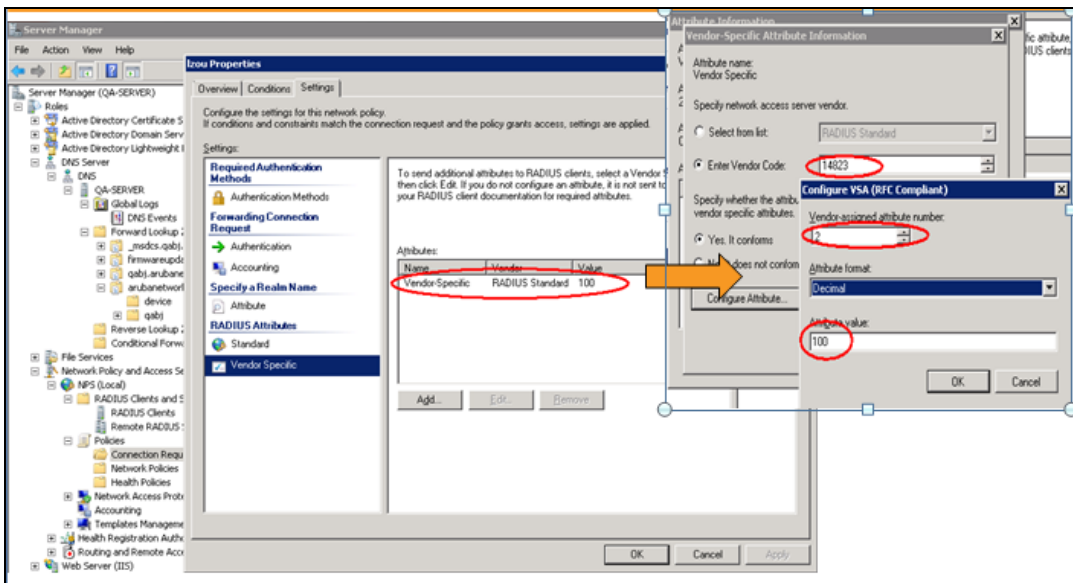 Server Manager
File Action View Help
Server Manager (QA-SERVER)
Roles
Active Directory Certificate S
Active Directory Domain Serv
Active Directory Lightweight
DNS Server
DNS
QA-SERVER
Global Logs
DNS Events
Forward Lookup
_msdcs.qabj.
firmwareupda
qabj.arubane
arubanetworl
device
qabj
Reverse Lookup
Conditional Forw
File Services
Network Policy and Access Se
NPS (Local)
RADIUS Clients and S
RADIUS Clients
Remote RADIUS
Policies
Connection Requ
Network Policies
Health Policies
Network Access Prote
Accounting
Templates Manageme
Health Registration Autho
Routing and Remote Acce
Web Server (IIS)
Izou Properties
Overview Conditions Settings
Configure the settings for this network policy.
If conditions and constraints match the connection request and the policy grants access, settings are applied.
Settings:
Required Authentication
Methods
Authentication Methods
Forwarding Connection
Request
Authentication
Accounting
Specify a Realm Name
Attribute
RADIUS Attributes
Standard
Vendor Specific
To send additional attributes to RADIUS clients, select a Vendor S
then click Edit. If you do not configure an attribute, it is not sent to
your RADIUS client documentation for required attributes.
Attributes:
Name Vendor Value
Vendor-Specific RADIUS Standard 100
Add... Edit... Remove
OK Cancel Apply
Attribute Information
Vendor-Specific Attribute Information
Attribute name:
Vendor Specific
Specify network access server vendor.
Select from list: RADIUS Standard
Enter Vendor Code: 14823
Specify whether the attribu
vendor specific attributes.
Yes. It conforms
does not conform
Configure Attribute...
fic attribute,
IUS clients
Configure VSA (RFC Compliant)
Vendor-assigned attribute number:
2
Attribute format:
Decimal
Attribute value:
100
OK Cancel